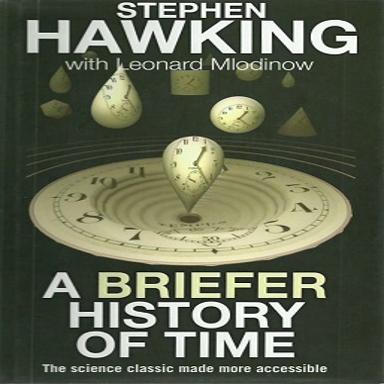 STEPHEN
HAWKING
with Leonard Mlodinow
A BRIEFER
HISTORY
OF TIME
The science classic made more accessible